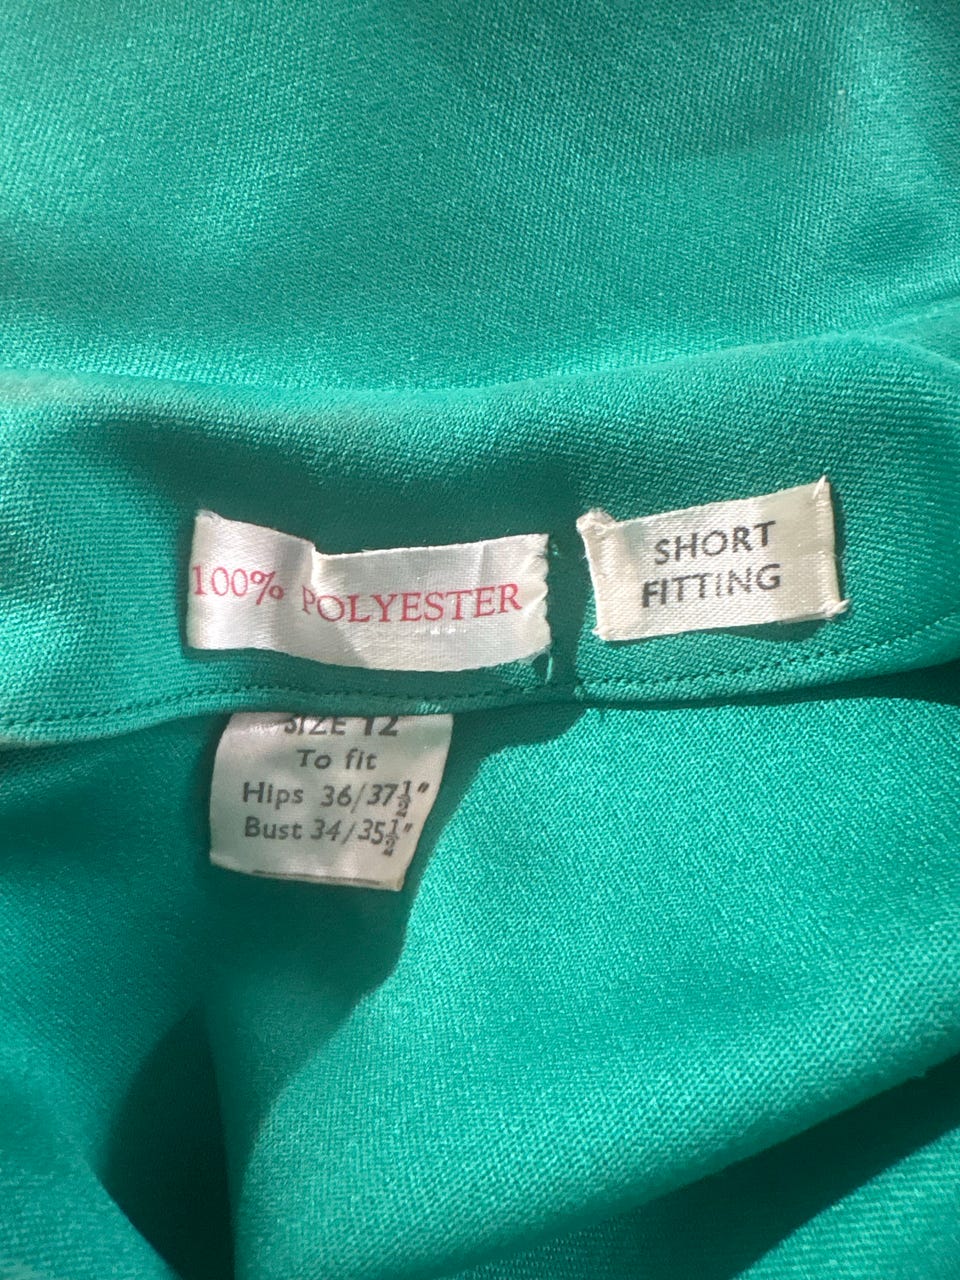 100% POLYESTER
SHORT
FITTING
SIZE 12
To fit
Hips 36/37½"
Bust 34/35½"